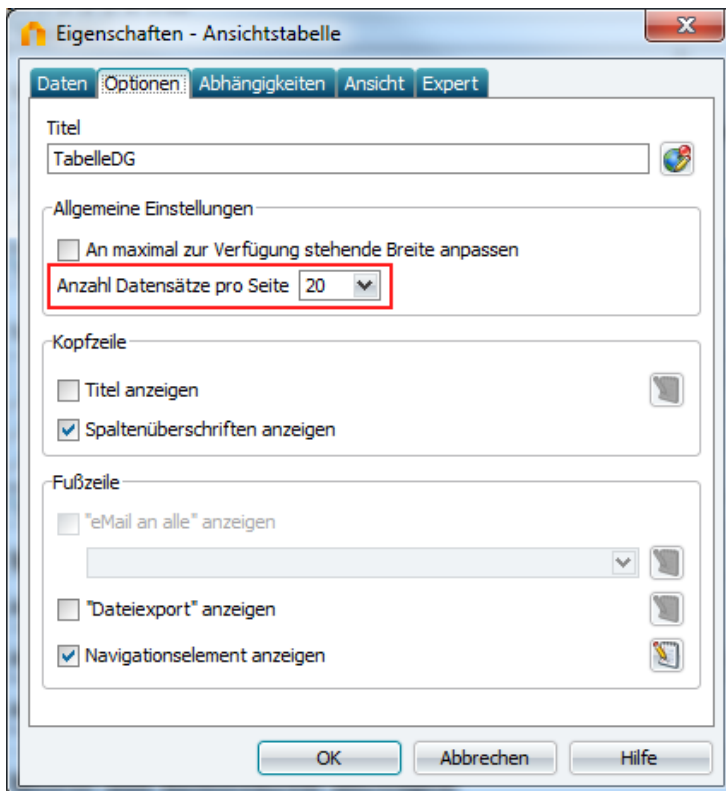 Eigenschaften - Ansichtstabelle
Daten Optionen Abhängigkeiten Ansicht Expert
Titel
TabelleDG
Allgemeine Einstellungen
An maximal zur Verfügung stehende Breite anpassen
Anzahl Datensätze pro Seite 20
Kopfzeile
Titel anzeigen
Spaltenüberschriften anzeigen
Fußzeile
"eMail an alle" anzeigen
"Dateiexport" anzeigen
Navigationselement anzeigen
OK Abbrechen Hilfe